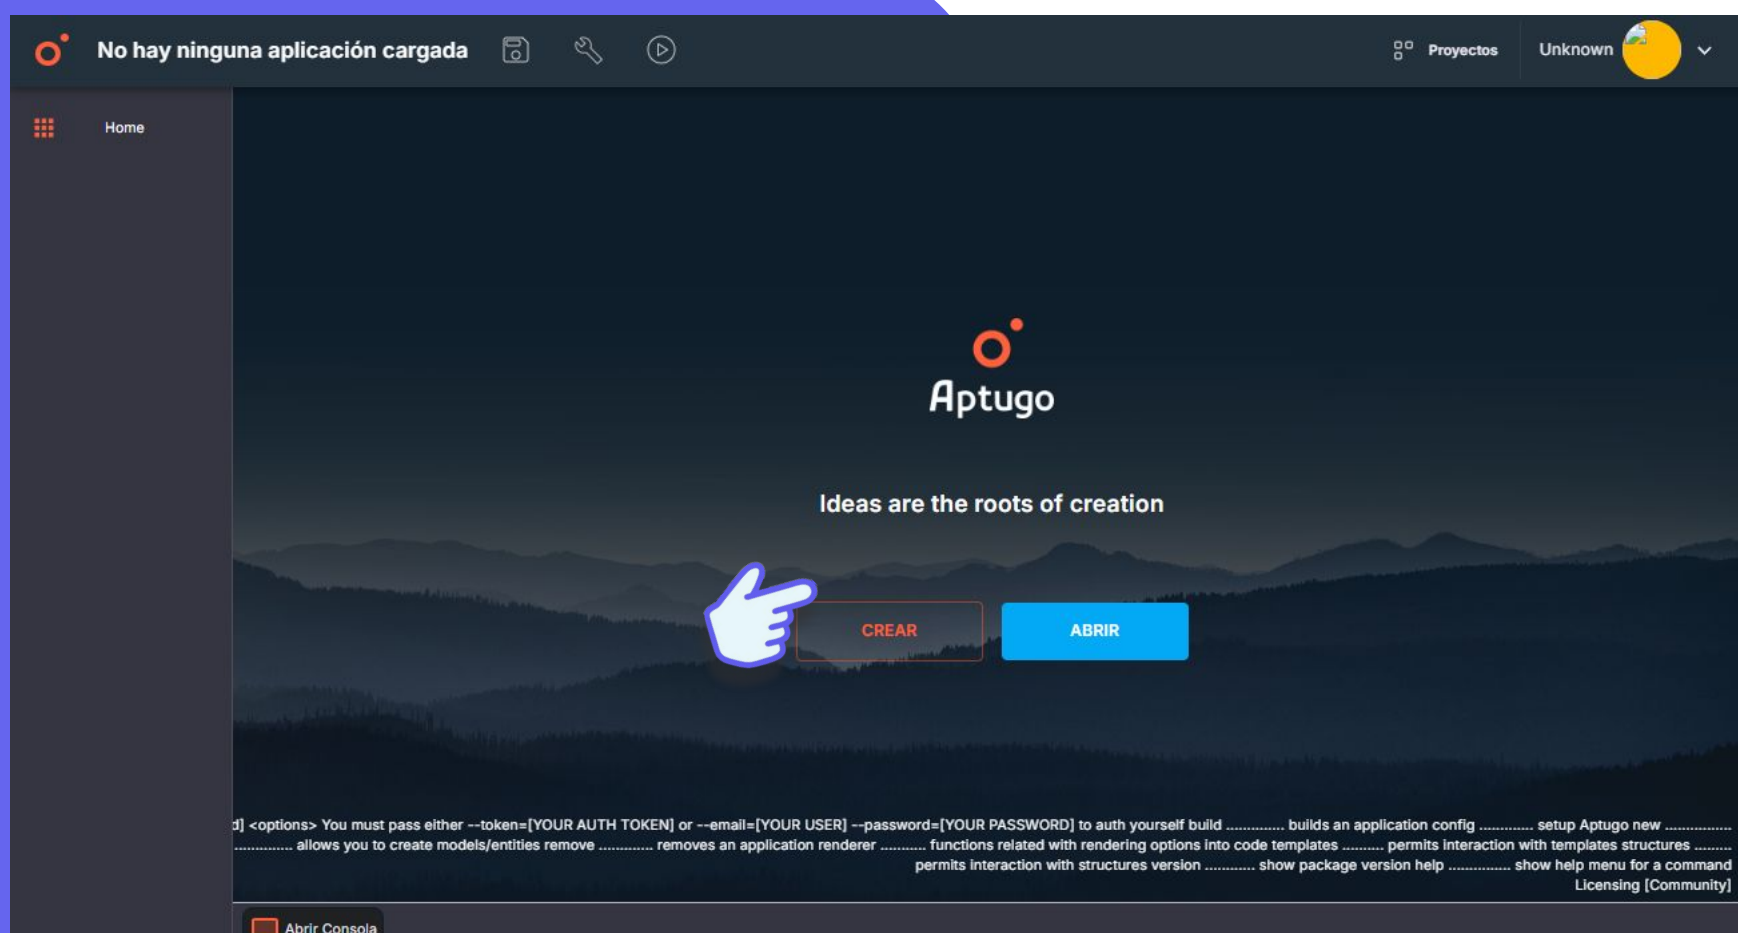 No hay ninguna aplicación cargada
Proyectos
Unknown
Home
Aptugo
Ideas are the roots of creation
CREAR
ABRIR
d] <options> You must pass either --token=[YOUR AUTH TOKEN] or --email=[YOUR USER] --password=[YOUR PASSWORD] to auth yourself build .............. builds an application config ............. setup Aptugo new ................
.............. allows you to create models/entities remove ............. removes an application renderer ........... functions related with rendering options into code templates .......... permits interaction with templates structures .........
permits interaction with structures version ............ show package version help ............... show help menu for a command
Licensing [Community]
Abrir Consola